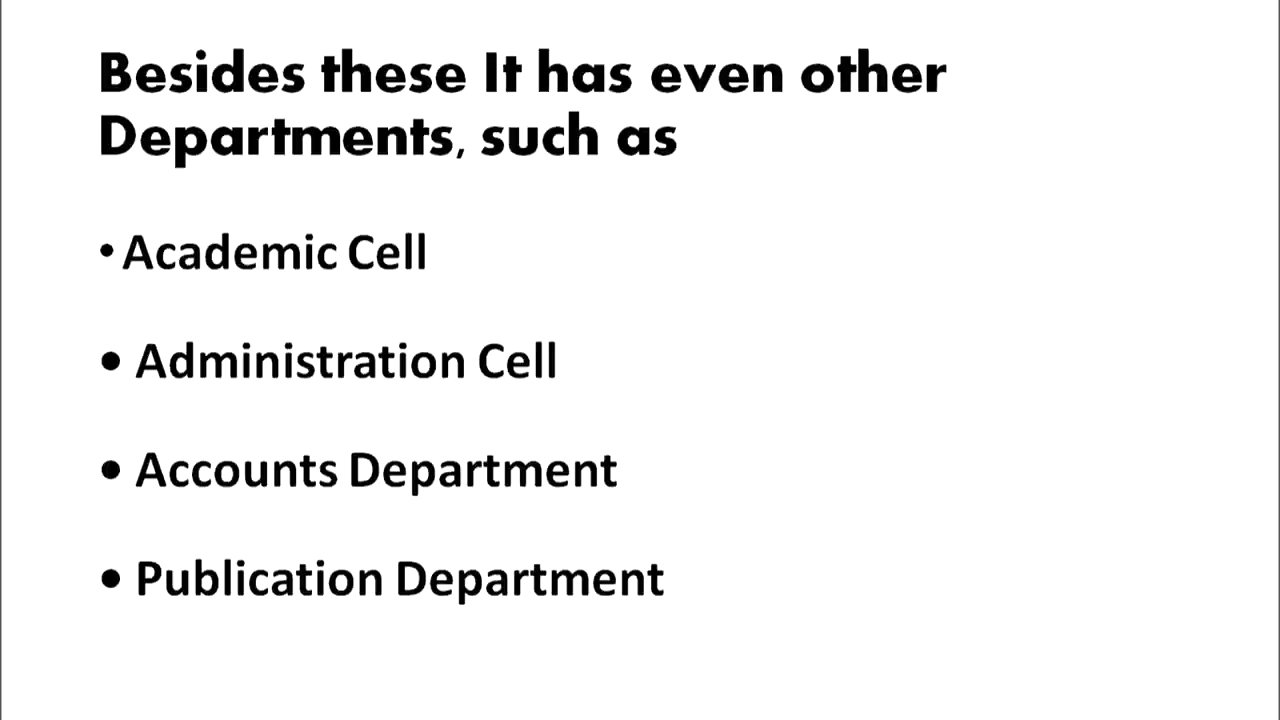 Besides these It has even other
Departments, such as
• Academic Cell
• Administration Cell
• Accounts Department
• Publication Department